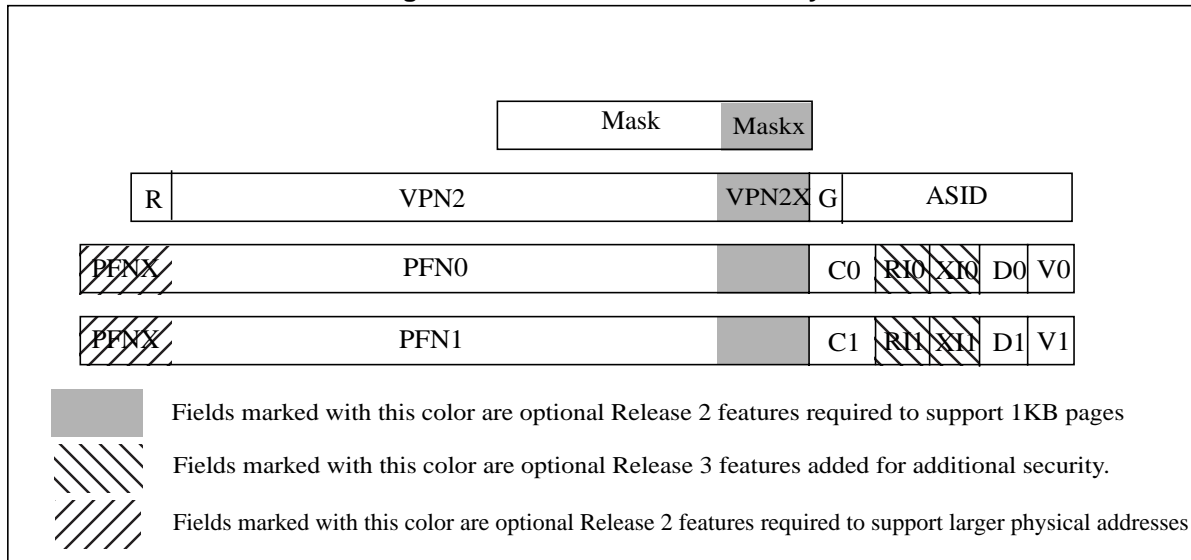 Mask Maskx
R VPN2 VPN2X G ASID
PFNX PFN0 C0 RI0 XI0 D0 V0
PFNX PFN1 C1 RI1 XI1 D1 V1
Fields marked with this color are optional Release 2 features required to support 1KB pages
Fields marked with this color are optional Release 3 features added for additional security.
Fields marked with this color are optional Release 2 features required to support larger physical addresses